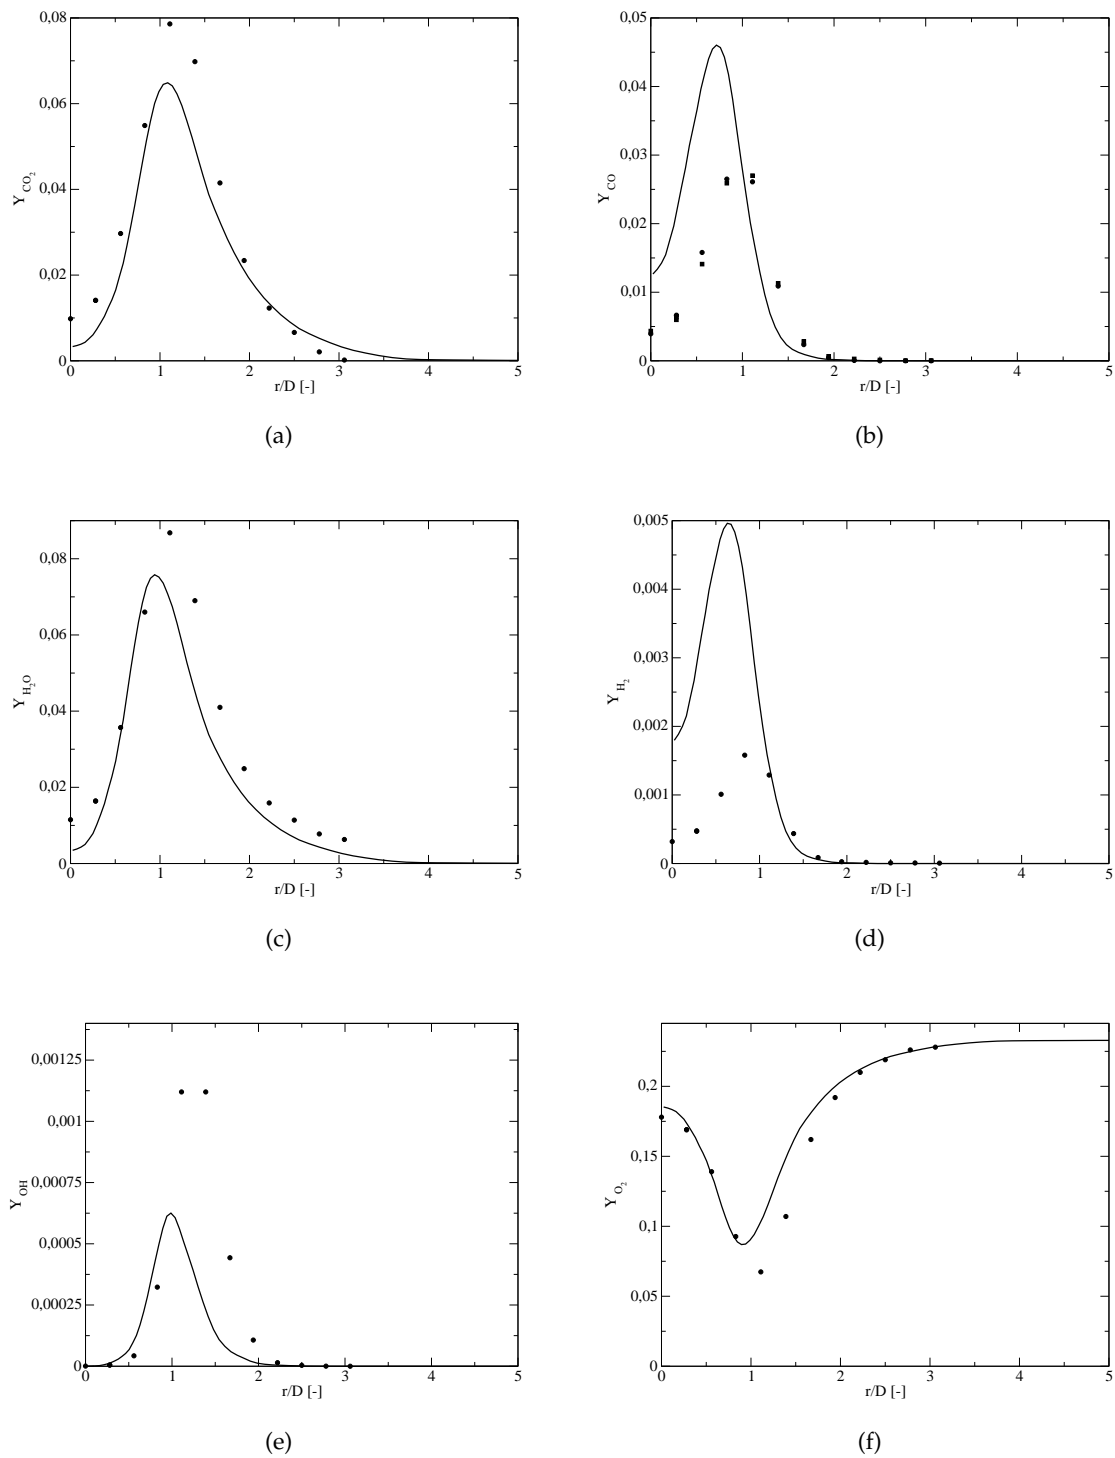 0,08
0,06
0,04
0,02
0
Y CO2
0 1 2 3 4 5
r/D [-]
(a)
0,05
0,04
0,03
0,02
0,01
0
Y CO
0 1 2 3 4 5
r/D [-]
(b)
0,08
0,06
0,04
0,02
0
Y H2O
0 1 2 3 4 5
r/D [-]
(c)
0,005
0,004
0,003
0,002
0,001
0
Y H2
0 1 2 3 4 5
r/D [-]
(d)
0,00125
0,001
0,00075
0,0005
0,00025
0
Y OH
0 1 2 3 4 5
r/D [-]
(e)
0,2
0,15
0,1
0,05
0
Y O2
0 1 2 3 4 5
r/D [-]
(f)